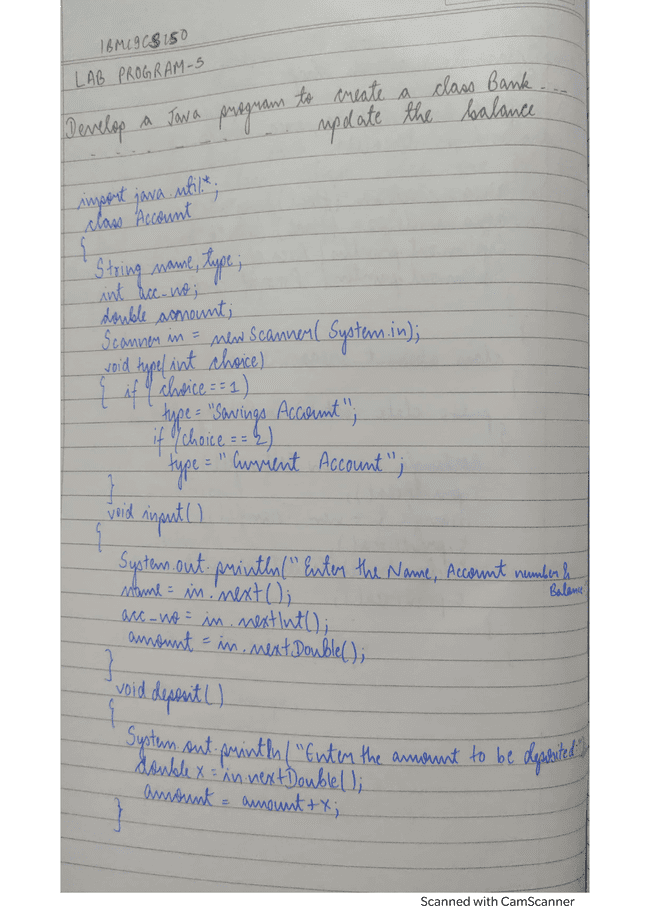 1BM19CS150
LAB PROGRAM-5
Develop a Java program to create a class Bank ...
......... update the balance
import java.util.*;
class Account
{
String name, type;
int acc_no;
double amount;
Scanner in = new Scanner( System.in);
void type(int choice)
{ if (choice==1)
type = "Savings Account";
if (choice == 2)
type = " Current Account";
}
void input()
{
System.out.println("Enter the Name, Account number &
Balance
name = in.next();
acc_no = in.nextInt();
amount = in.nextDouble();
}
void deposit()
{
System.out.println("Enter the amount to be deposited"
double x = in.nextDouble();
amount = amount+x;
}
Scanned with CamScanner